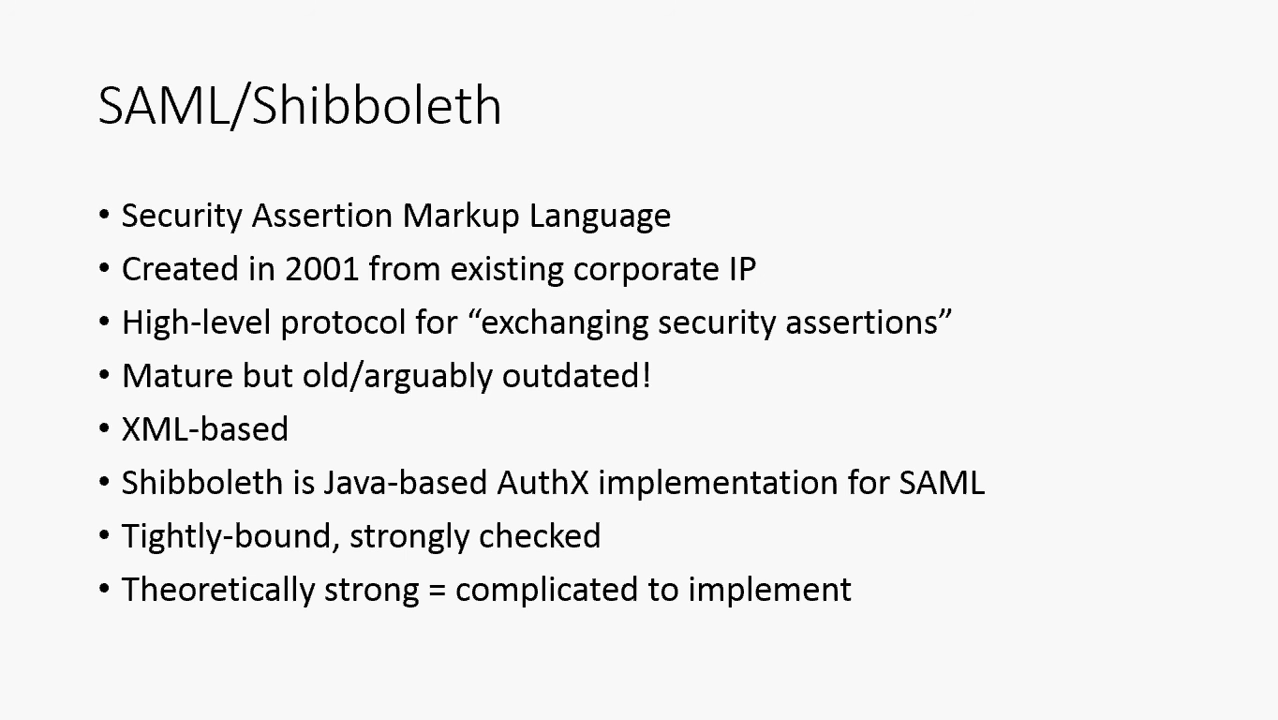 SAML/Shibboleth
• Security Assertion Markup Language
• Created in 2001 from existing corporate IP
• High-level protocol for “exchanging security assertions”
• Mature but old/arguably outdated!
• XML-based
• Shibboleth is Java-based AuthX implementation for SAML
• Tightly-bound, strongly checked
• Theoretically strong = complicated to implement